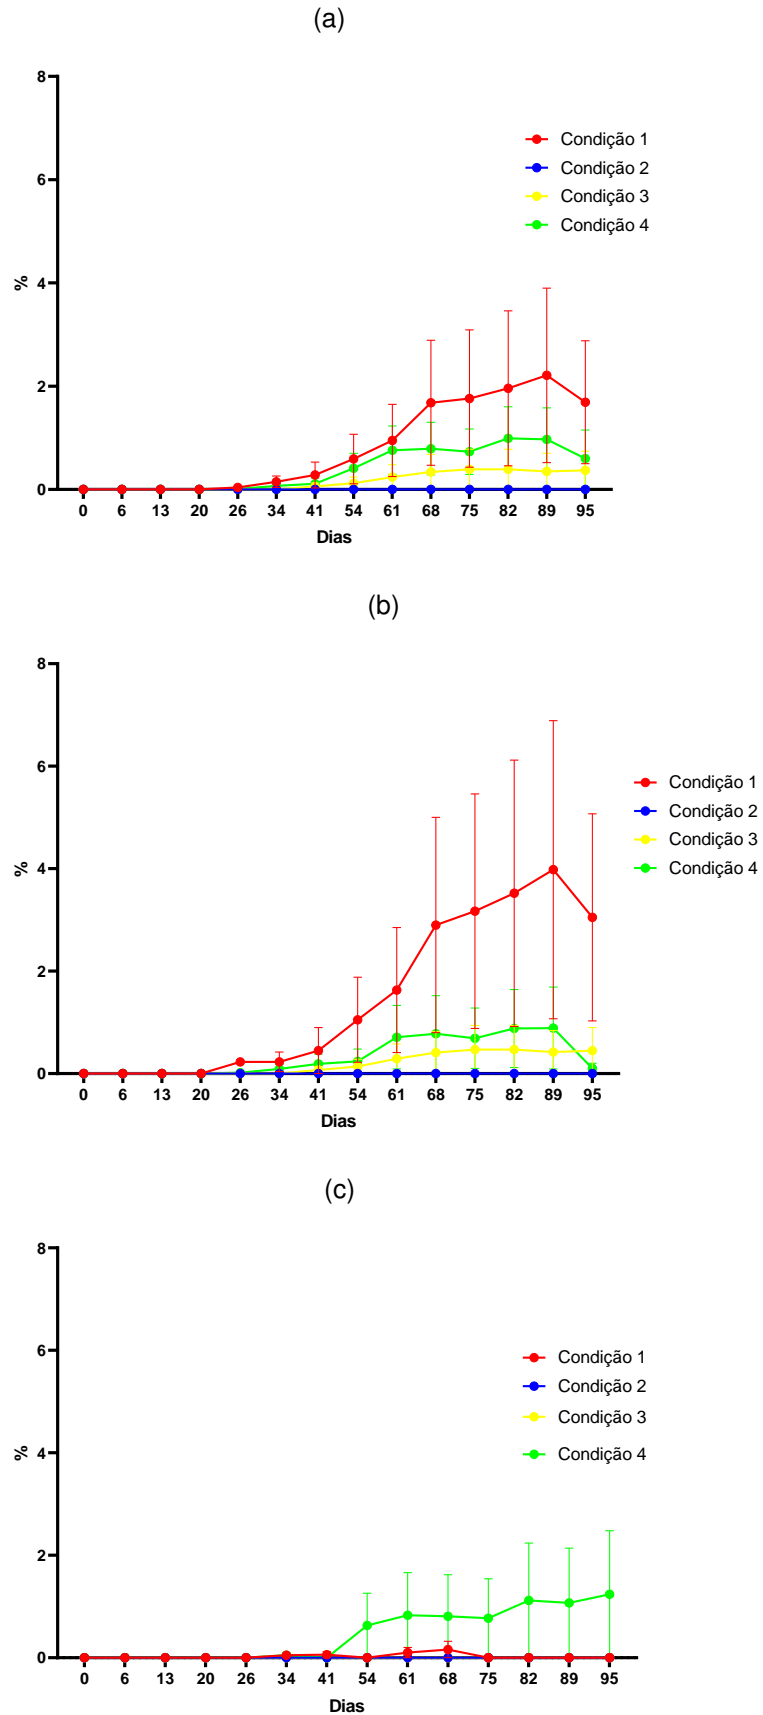 (a)
8
Condição 1
Condição 2
6
Condição 3
Condição 4
%
4
2
0
0 6 13 20 26 34 41 54 61 68 75 82 89 95
Dias
(b)
8
6
Condição 1
Condição 2
Condição 3
%
4
Condição 4
2
0
0 6 13 20 26 34 41 54 61 68 75 82 89 95
Dias
(c)
8
6
Condição 1
Condição 2
Condição 3
%
4
Condição 4
2
0
0 6 13 20 26 34 41 54 61 68 75 82 89 95
Dias